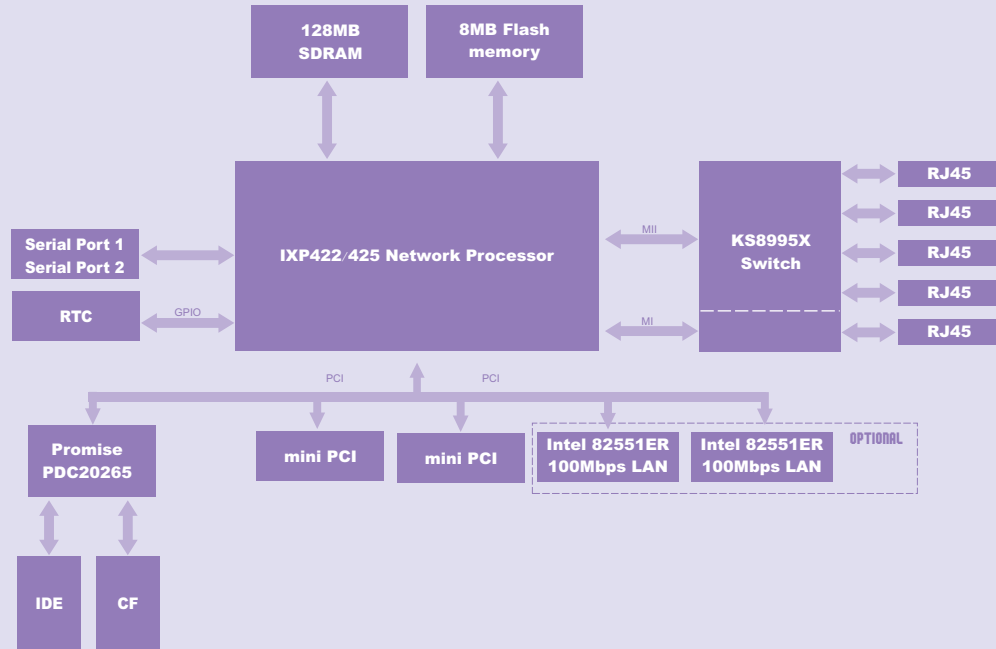 128MB
SDRAM
8MB Flash
memory
Serial Port 1
Serial Port 2
RTC
GPIO
IXP422/425 Network Processor
MII
MI
KS8995X
Switch
RJ45
RJ45
RJ45
RJ45
RJ45
PCI
PCI
Promise
PDC20265
mini PCI
mini PCI
Intel 82551ER
100Mbps LAN
Intel 82551ER
100Mbps LAN
OPTIONAL
IDE
CF